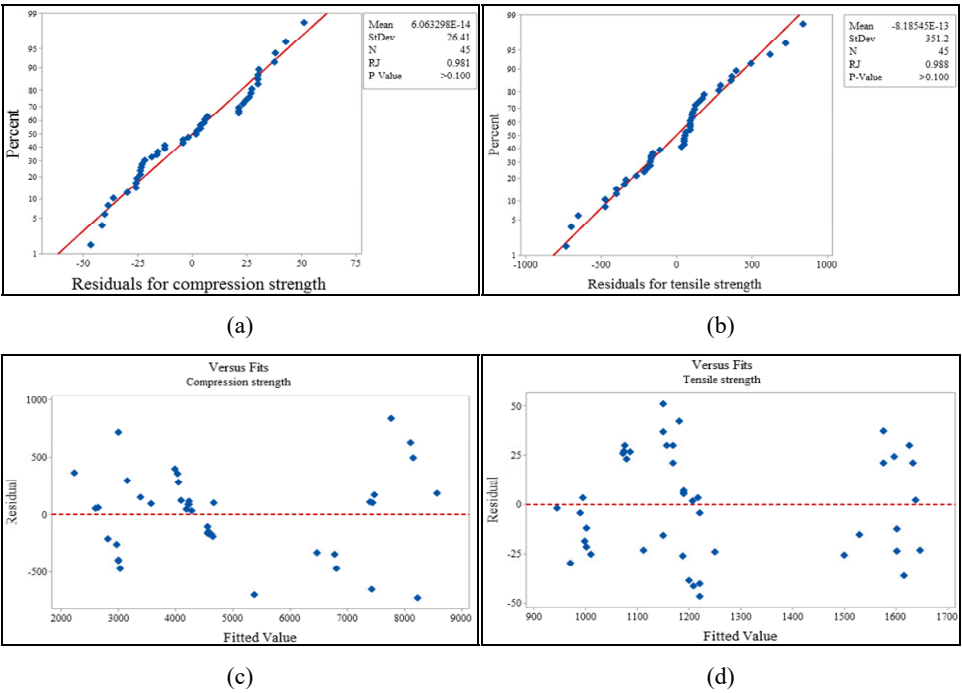 99
95
90
80
70
60
50
40
30
20
10
5
1
Percent
-50 -25 0 25 50 75
Residuals for compression strength
Mean 6.063298E-14
StDev 26.41
N 45
RJ 0.981
P-Value >0.100
(a)
99
95
90
80
70
60
50
40
30
20
10
5
1
Percent
-1000 -500 0 500 1000
Residuals for tensile strength
Mean -8.18545E-13
StDev 351.2
N 45
RJ 0.988
P-Value >0.100
(b)
Versus Fits
Compression strength
1000
500
0
-500
Residual
2000 3000 4000 5000 6000 7000 8000 9000
Fitted Value
(c)
Versus Fits
Tensile strength
50
25
0
-25
-50
Residual
900 1000 1100 1200 1300 1400 1500 1600 1700
Fitted Value
(d)